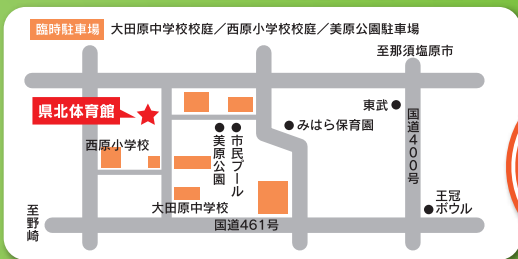 臨時駐車場 大田原中学校校庭／西原小学校校庭／美原公園駐車場
至那須塩原市
県北体育館
東武
みはら保育園
国道400号
西原小学校
美原公園
市民プール
大田原中学校
王冠
ボウル
至野崎
国道461号